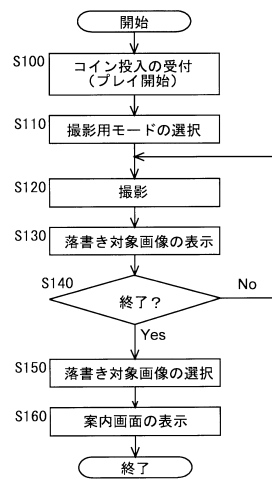 開始
S100
コイン投入の受付
(プレイ開始)
S110
撮影用モードの選択
S120
撮影
S130
落書き対象画像の表示
S140
終了?
No
Yes
S150
落書き対象画像の選択
S160
案内画面の表示
終了